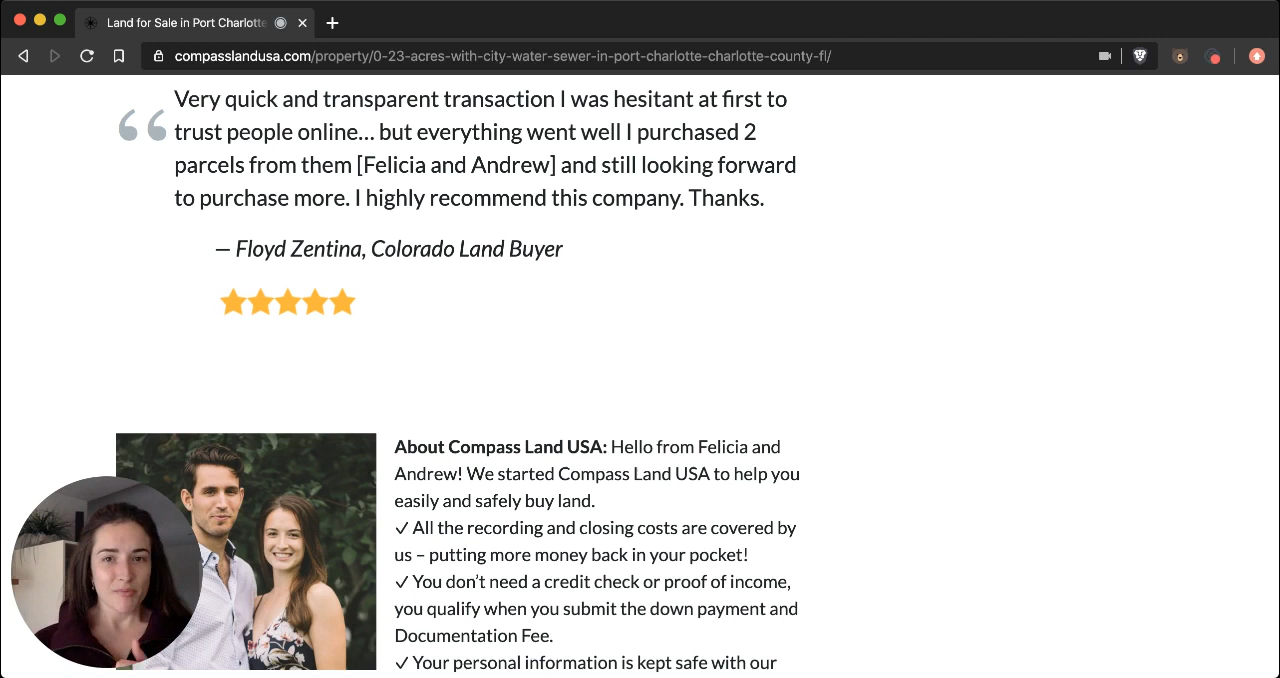 Land for Sale in Port Charlotte
compasslandusa.com/property/0-23-acres-with-city-water-sewer-in-port-charlotte-charlotte-county-fl/
“ Very quick and transparent transaction I was hesitant at first to
trust people online... but everything went well I purchased 2
parcels from them [Felicia and Andrew] and still looking forward
to purchase more. I highly recommend this company. Thanks.
— Floyd Zentina, Colorado Land Buyer
About Compass Land USA: Hello from Felicia and
Andrew! We started Compass Land USA to help you
easily and safely buy land.
✓ All the recording and closing costs are covered by
us – putting more money back in your pocket!
✓ You don’t need a credit check or proof of income,
you qualify when you submit the down payment and
Documentation Fee.
✓ Your personal information is kept safe with our